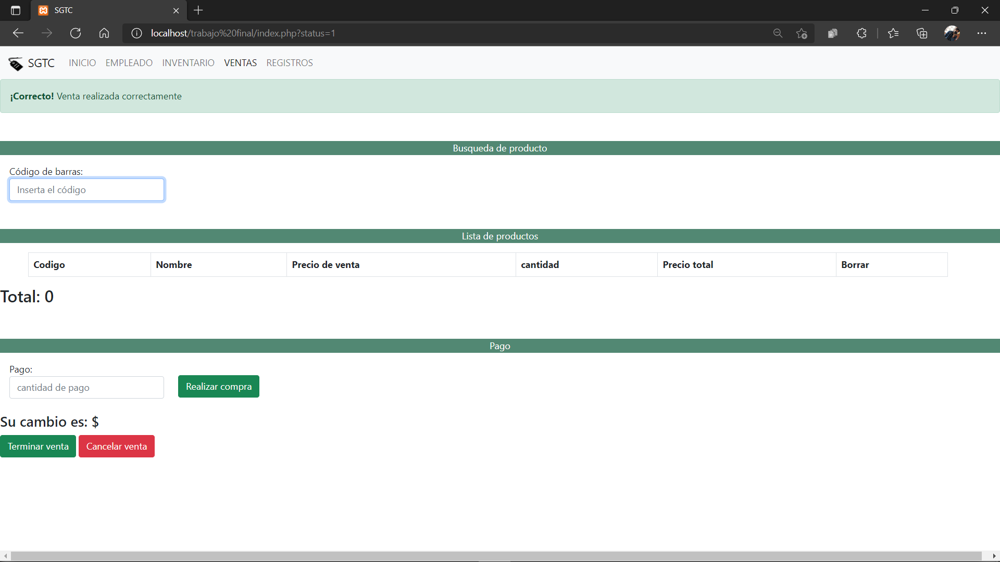 SGTC
localhost/trabajo%20final/index.php?status=1
SGTC INICIO EMPLEADO INVENTARIO VENTAS REGISTROS
¡Correcto! Venta realizada correctamente
Busqueda de producto
Código de barras:
Inserta el código
Lista de productos
Codigo Nombre Precio de venta cantidad Precio total Borrar
Total: 0
Pago
Pago:
cantidad de pago Realizar compra
Su cambio es: $
Terminar venta Cancelar venta